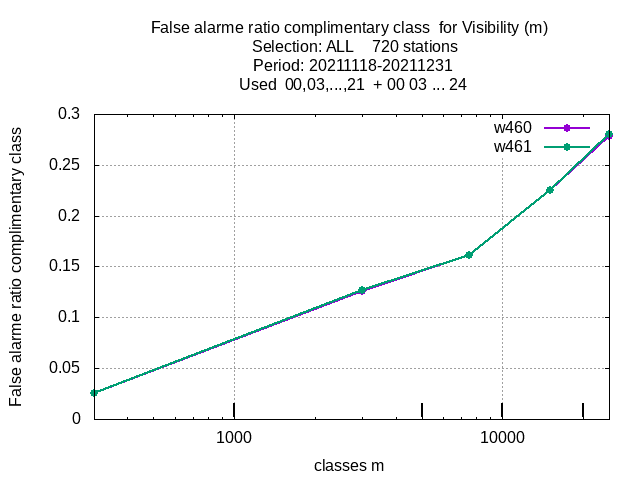 False alarme ratio complimentary class  for Visibility (m)
Selection: ALL    720 stations
Period: 20211118-20211231
Used  00,03,...,21  + 00 03 ... 24
False alarme ratio complimentary class
0.3
0.25
0.2
0.15
0.1
0.05
0
w460
w461
1000
10000
classes m